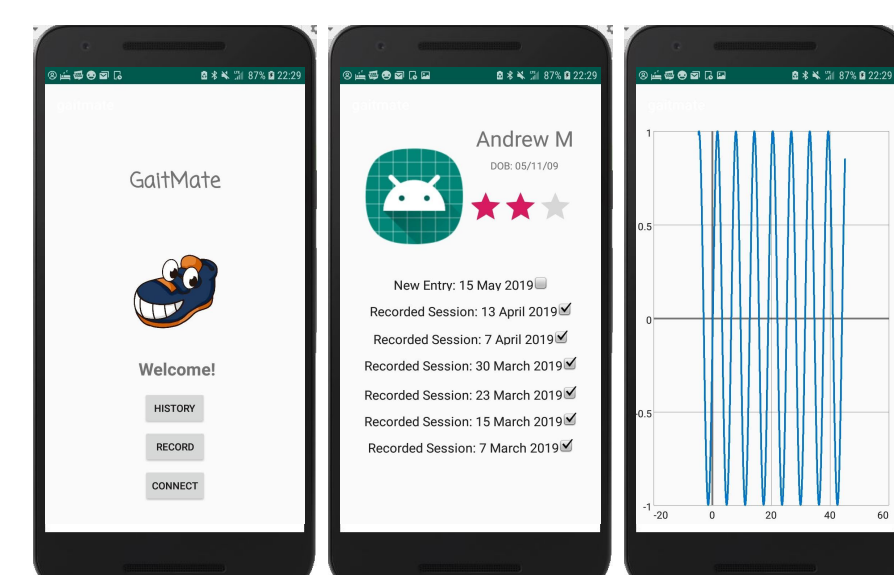 87% 22:29
GaitMate
Welcome!
HISTORY
RECORD
CONNECT
87% 22:29
gaitmate
Andrew M
DOB: 05/11/09
New Entry: 15 May 2019
Recorded Session: 13 April 2019
Recorded Session: 7 April 2019
Recorded Session: 30 March 2019
Recorded Session: 23 March 2019
Recorded Session: 15 March 2019
Recorded Session: 7 March 2019
87% 22:29
gaitmate
1
0.5
0
-0.5
-1
-20 0 20 40 60